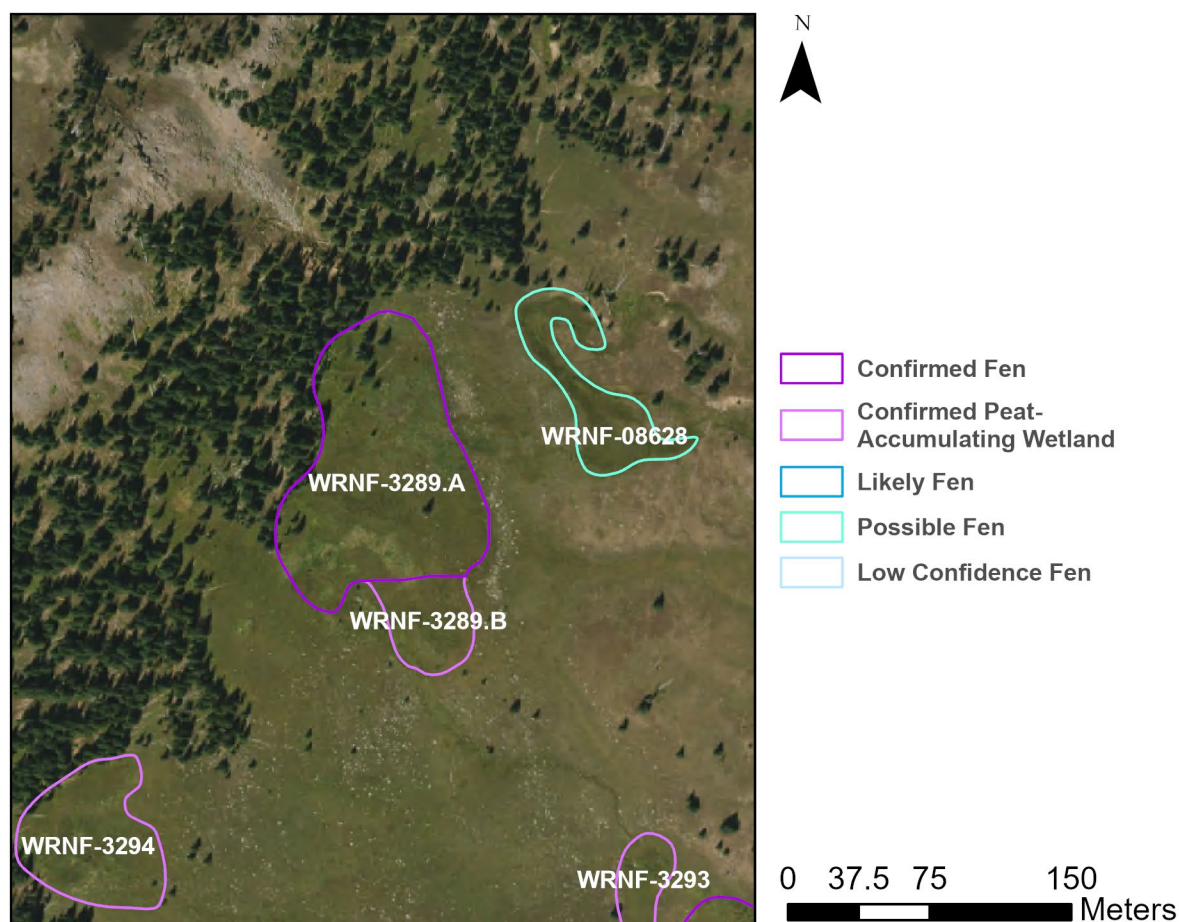 N
WRNF-08628
WRNF-3289.A
WRNF-3289.B
WRNF-3294
WRNF-3293
Confirmed Fen
Confirmed Peat-
Accumulating Wetland
Likely Fen
Possible Fen
Low Confidence Fen
0 37.5 75 150
Meters